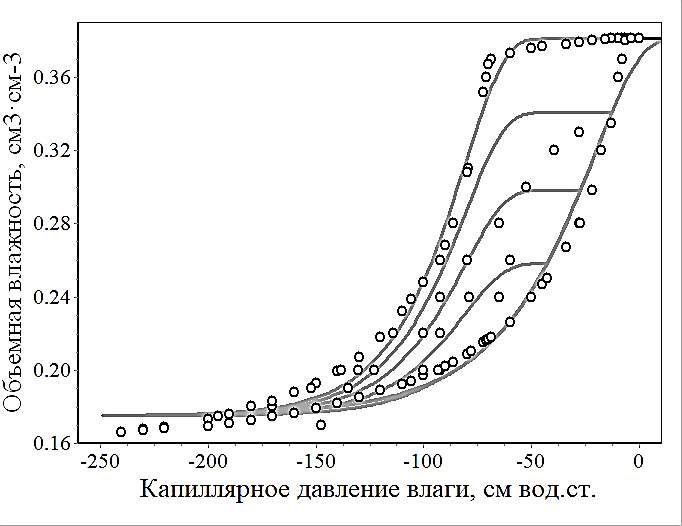 Объемная влажность, см3·см-3
0.36
0.32
0.28
0.24
0.20
0.16
-250 -200 -150 -100 -50 0
Капиллярное давление влаги, см вод.ст.